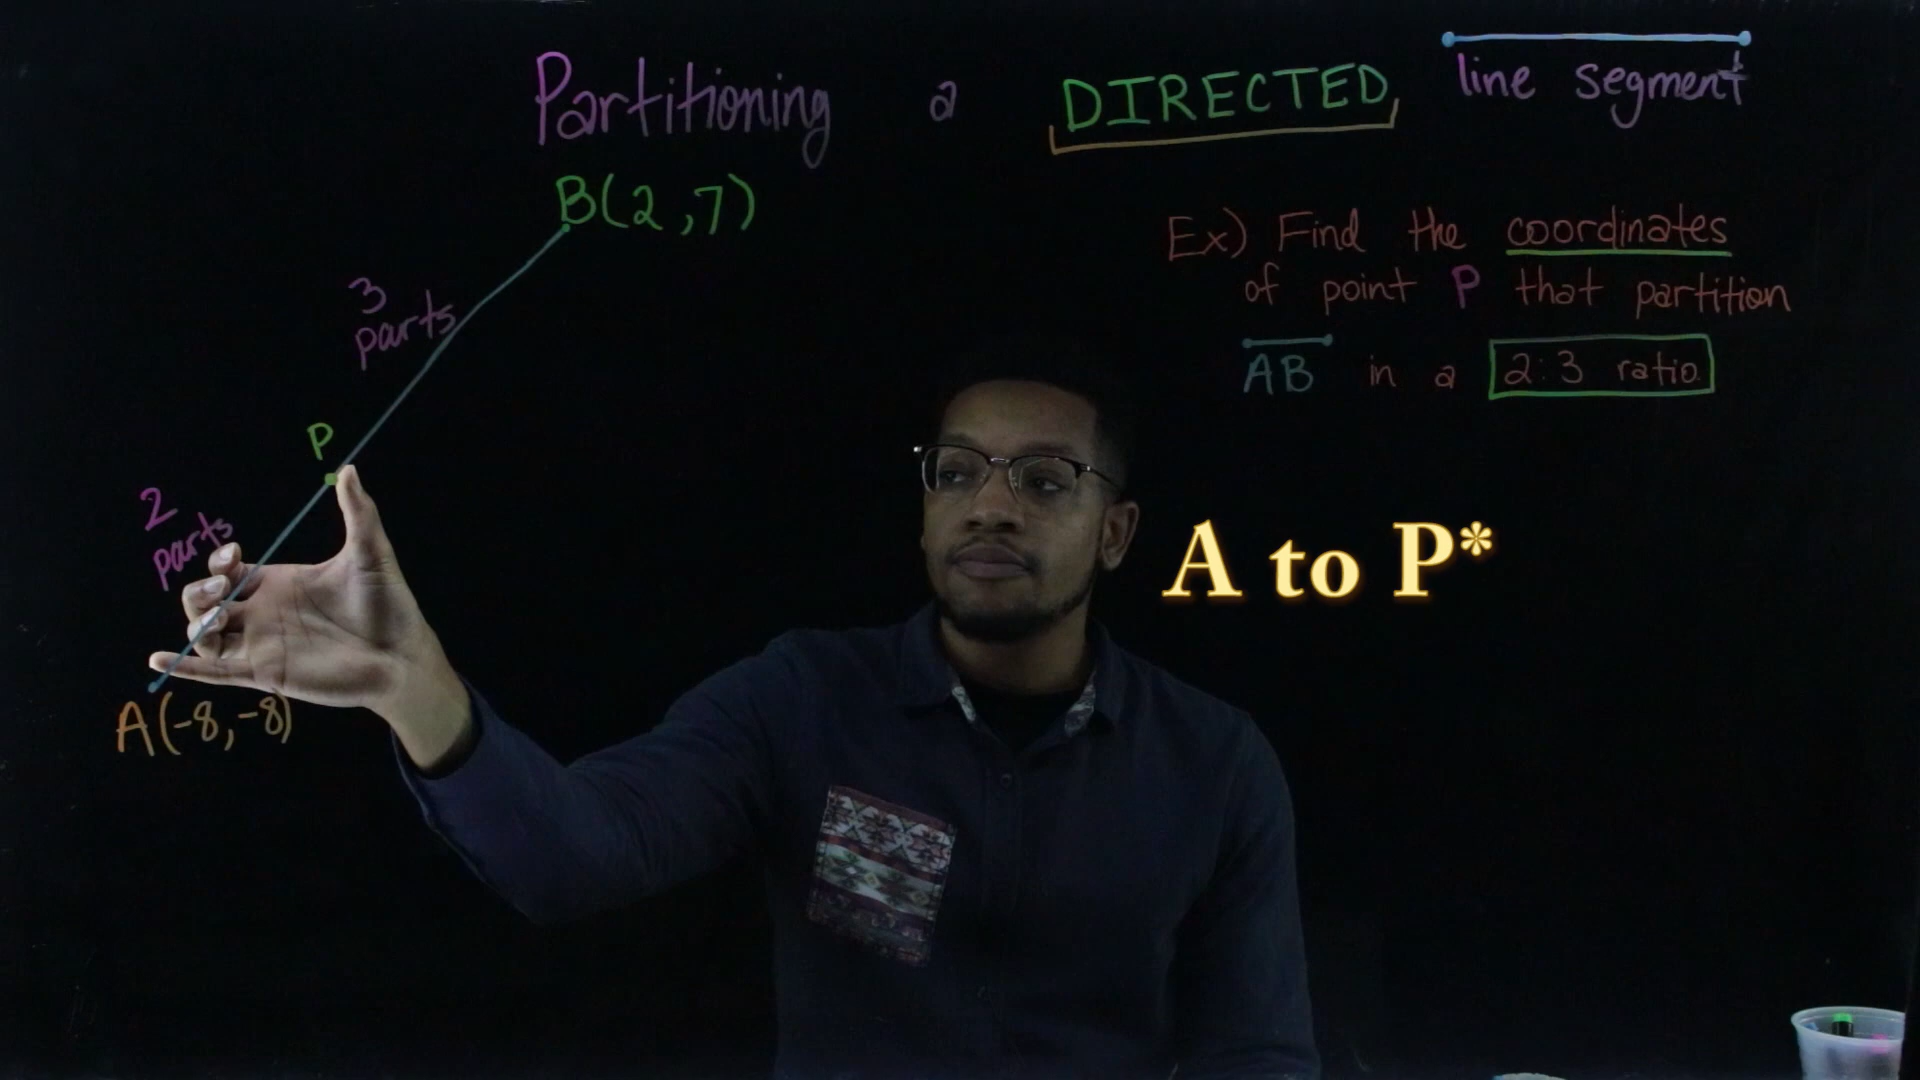 Partitioning a DIRECTED line segment
B(2,7)
Ex) Find the coordinates
of point P that partition
AB in a 2:3 ratio
3
parts
P
2
parts
A(-8,-8)
A to P*